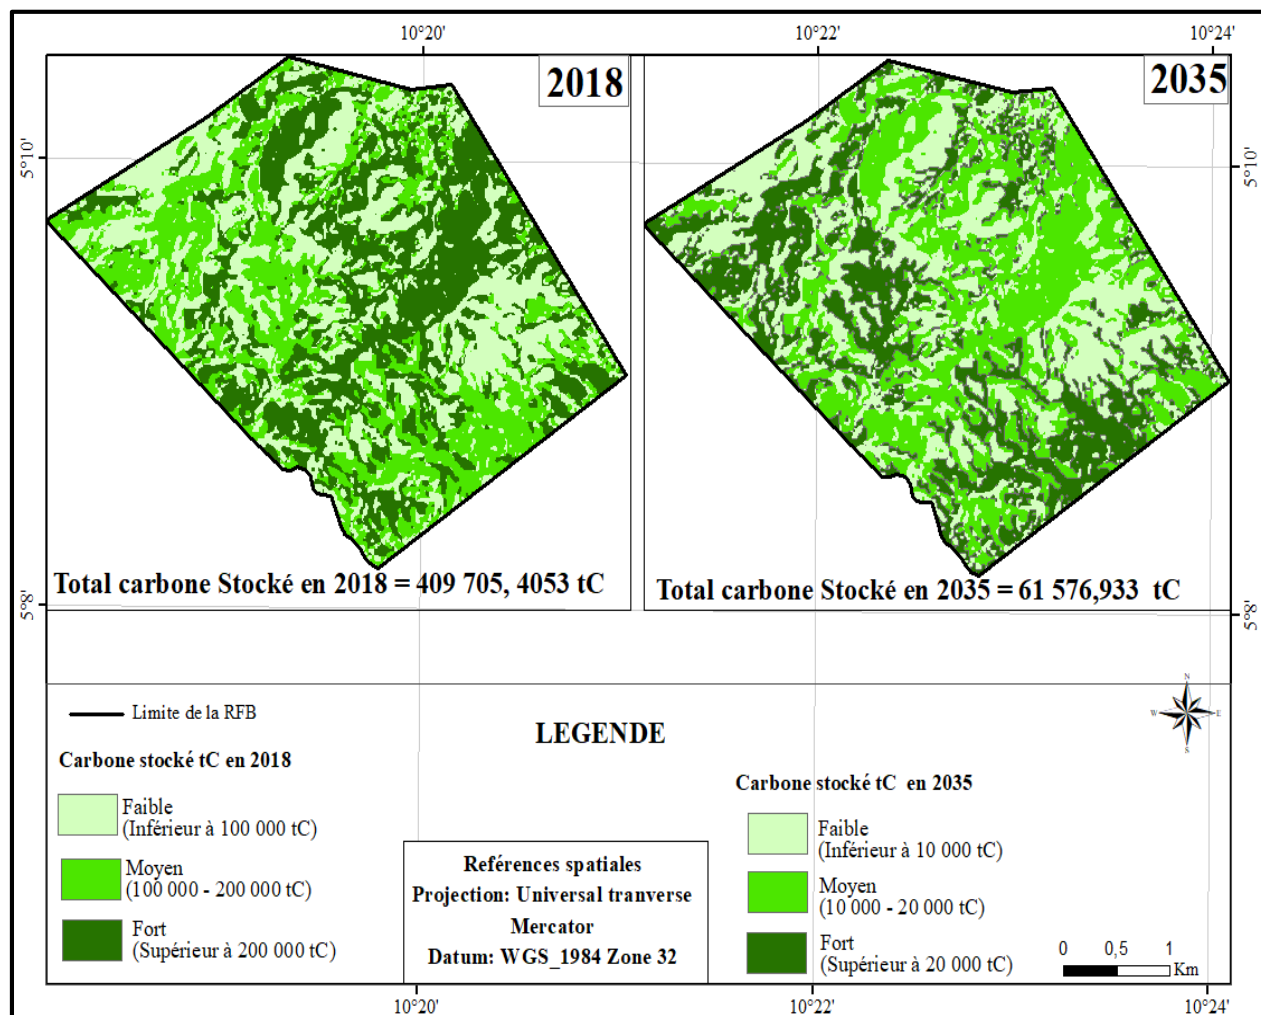 10°20'
10°22'
10°24'
2018
2035
5°10'
5°10'
Total carbone Stocké en 2018 = 409 705, 4053 tC
Total carbone Stocké en 2035 = 61 576,933 tC
5°8'
5°8'
Limite de la RFB
LEGENDE
N
W
E
S
Carbone stocké tC en 2018
Faible
(Inférieur à 100 000 tC)
Moyen
(100 000 - 200 000 tC)
Fort
(Supérieur à 200 000 tC)
Reférences spatiales
Projection: Universal tranverse
Mercator
Datum: WGS_1984 Zone 32
Carbone stocké tC en 2035
Faible
(Inférieur à 10 000 tC)
Moyen
(10 000 - 20 000 tC)
Fort
(Supérieur à 20 000 tC)
0 0,5 1
Km
10°20'
10°22'
10°24'